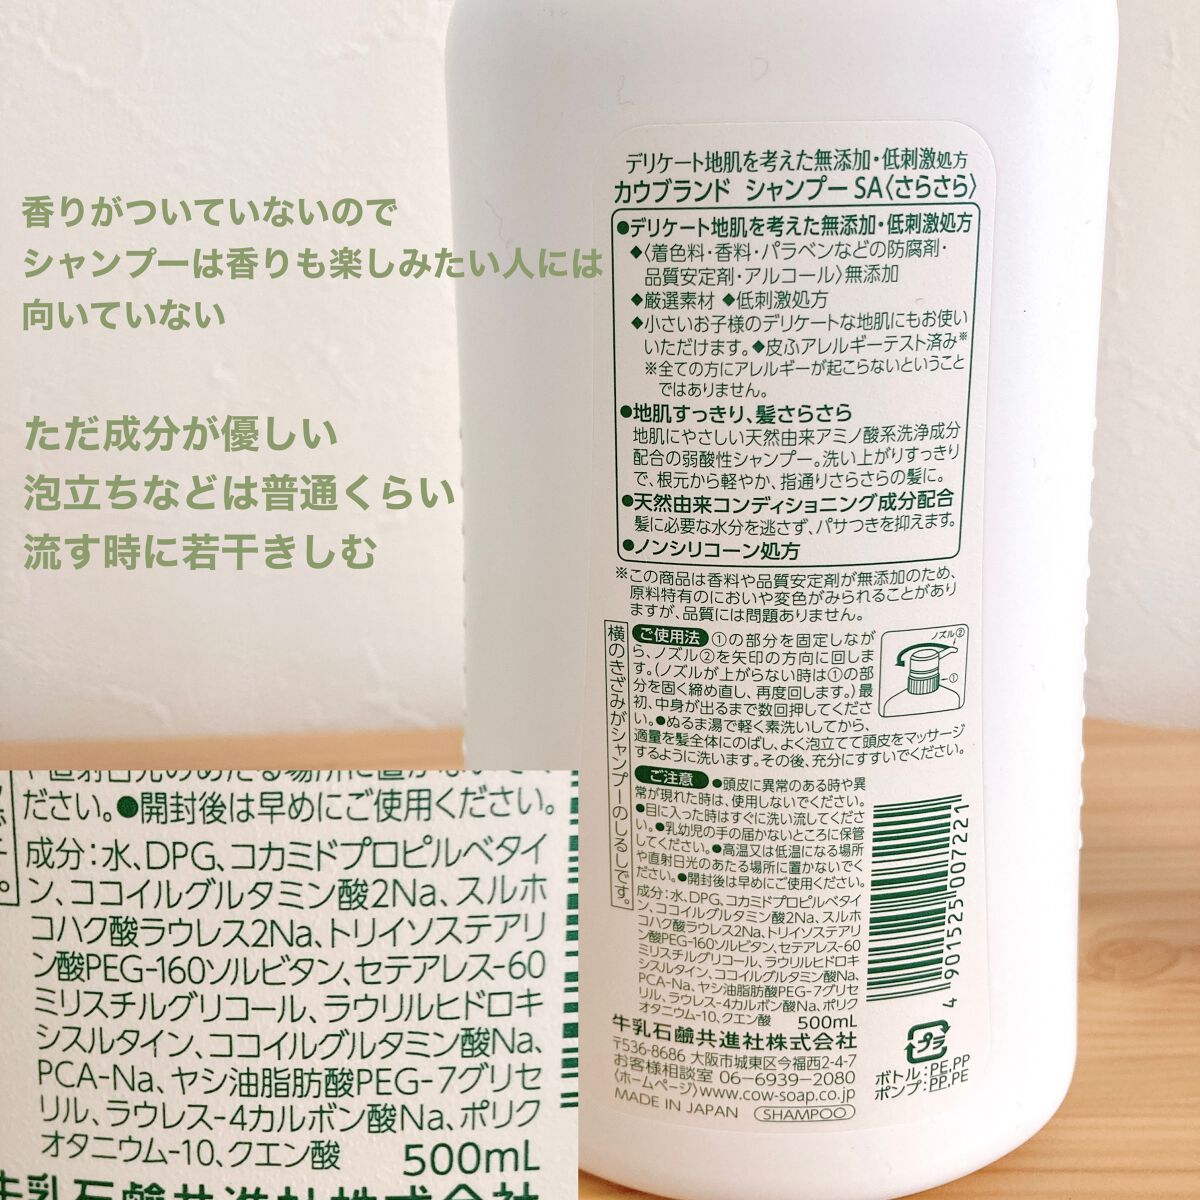 香りがついていないので
シャンプーは香りも楽しみたい人には
向いていない
ただ成分が優しい
泡立ちなどは普通くらい
流す時に若干きしむ
デリケート地肌を考えた無添加・低刺激処方
カウブランド シャンプーSA〈さらさら〉
●デリケート地肌を考えた無添加・低刺激処方
◆〈着色料・香料・パラベンなどの防腐剤・
品質安定剤・アルコール〉無添加
◆厳選素材 ◆低刺激処方
◆小さいお子様のデリケートな地肌にもお使い
いただけます。◆皮ふアレルギーテスト済み※
※全ての方にアレルギーが起こらないということ
ではありません。
●地肌すっきり、髪さらさら
地肌にやさしい天然由来アミノ酸系洗浄成分
配合の弱酸性シャンプー。洗い上がりすっきり
で、根元から軽やか、指通りさらさらの髪に。
●天然由来コンディショニング成分配合
髪に必要な水分を逃さず、パサつきを抑えます。
●ノンシリコーン処方
※この商品は香料や品質安定剤が無添加のため、
原料特有のにおいや変色がみられることがあり
ますが、品質には問題ありません。
横のきざみがシャンプーのしるしです。
ご使用法 ①の部分を固定しなが
ら、ノズル②を矢印の方向に回しま
す。(ノズルが上がらない時は①の部
分を固く締め直し、再度回します。)最
初、中身が出るまで数回押してくださ
い。●ぬるま湯で軽く素洗いしてから、
適量を髪全体にのばし、よく泡立てて頭皮をマッサージ
するように洗います。その後、充分にすすいでください。
ノズル②
①
ご注意 ●頭皮に異常のある時や異
常が現れた時は、使用しないでください。
●目に入った時はすぐに洗い流してくださ
い。●乳幼児の手の届かないところに保管
してください。●高温又は低温になる場所
や直射日光のあたる場所に置かないでく
ださい。●開封後は早めにご使用ください。
成分:水、DPG、コカミドプロピルベタイ
ン、ココイルグルタミン酸2Na、スルホ
コハク酸ラウレス2Na、トリイソステアリ
ン酸PEG-160ソルビタン、セテアレス-60
ミリスチルグリコール、ラウリルヒドロキ
シスルタイン、ココイルグルタミン酸Na、
PCA-Na、ヤシ油脂肪酸PEG-7グリセ
リル、ラウレス-4カルボン酸Na、ポリク
オタニウム-10、クエン酸 500mL
牛乳石鹼共進社株式会社
〒536-8686 大阪市城東区今福西2-4-7
お客様相談室 06-6939-2080
〈ホームページ〉www.cow-soap.co.jp
MADE IN JAPAN SHAMPOO
4 901525 007221
プラ
ボトル:PE,PP
ポンプ:PP,PE
や直射日光のあたる場所に置かないでく
ださい。●開封後は早めにご使用ください。
成分:水、DPG、コカミドプロピルベタイ
ン、ココイルグルタミン酸2Na、スルホ
コハク酸ラウレス2Na、トリイソステアリ
ン酸PEG-160ソルビタン、セテアレス-60
ミリスチルグリコール、ラウリルヒドロキ
シスルタイン、ココイルグルタミン酸Na、
PCA-Na、ヤシ油脂肪酸PEG-7グリセ
リル、ラウレス-4カルボン酸Na、ポリク
オタニウム-10、クエン酸 500mL
牛乳石鹼共進社株式会社